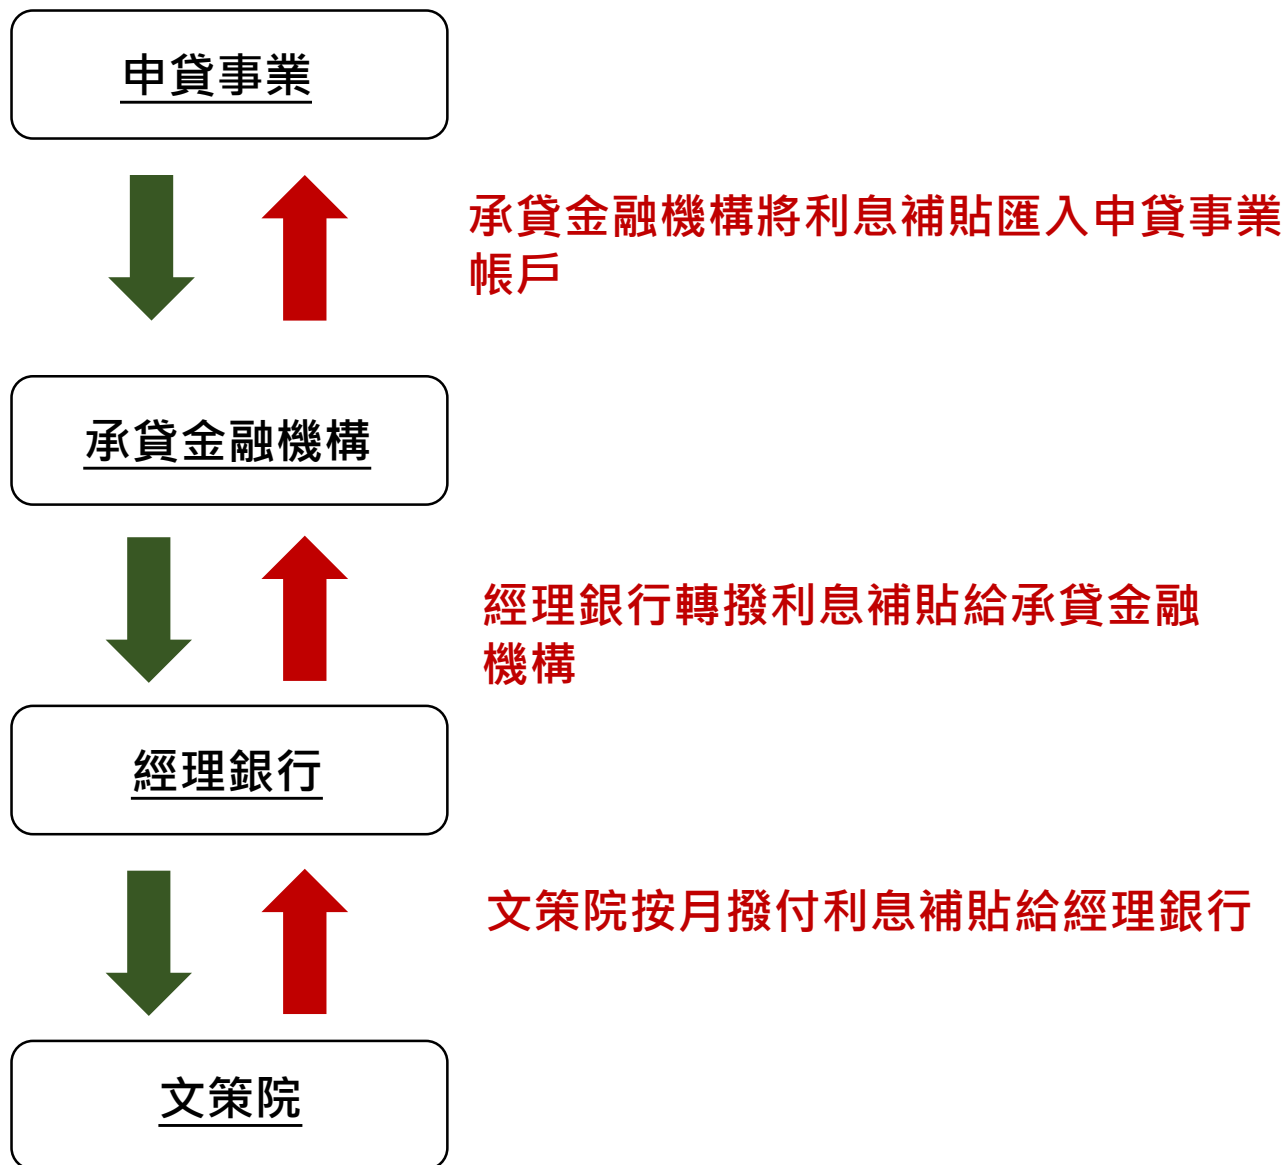 申貸事業
承貸金融機構將利息補貼匯入申貸事業
帳戶
承貸金融機構
經理銀行轉撥利息補貼給承貸金融
機構
經理銀行
文策院按月撥付利息補貼給經理銀行
文策院